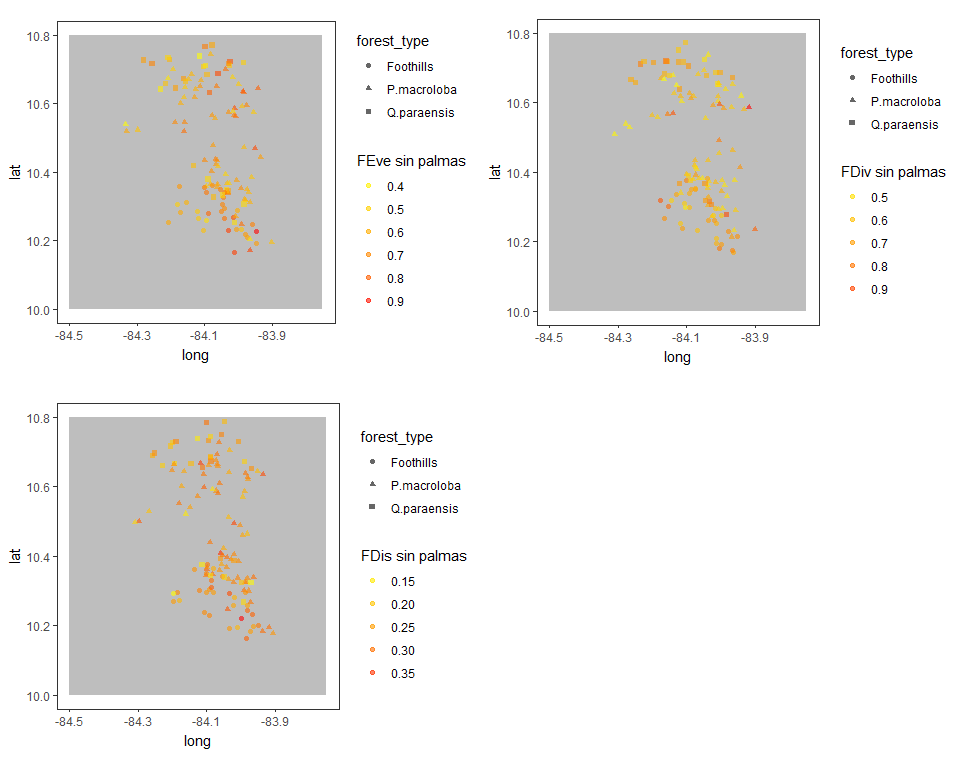 10.8
10.6
10.4
10.2
10.0
lat
-84.5
-84.3
-84.1
-83.9
long
forest_type
Foothills
P.macroloba
Q.paraensis
FEve sin palmas
0.4
0.5
0.6
0.7
0.8
0.9
10.8
10.6
10.4
10.2
10.0
lat
-84.5
-84.3
-84.1
-83.9
long
forest_type
Foothills
P.macroloba
Q.paraensis
FDiv sin palmas
0.5
0.6
0.7
0.8
0.9
10.8
10.6
10.4
10.2
10.0
lat
-84.5
-84.3
-84.1
-83.9
long
forest_type
Foothills
P.macroloba
Q.paraensis
FDis sin palmas
0.15
0.20
0.25
0.30
0.35